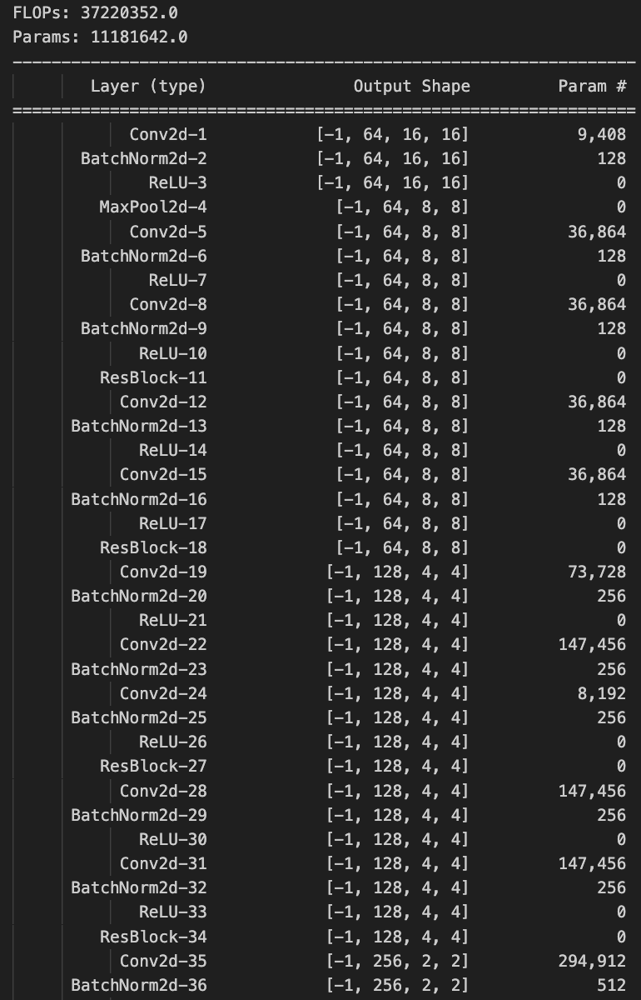 FLOPs: 37220352.0
Params: 11181642.0
----------------------------------------------------------------
Layer (type) Output Shape Param #
================================================================
Conv2d-1 [-1, 64, 16, 16] 9,408
BatchNorm2d-2 [-1, 64, 16, 16] 128
ReLU-3 [-1, 64, 16, 16] 0
MaxPool2d-4 [-1, 64, 8, 8] 0
Conv2d-5 [-1, 64, 8, 8] 36,864
BatchNorm2d-6 [-1, 64, 8, 8] 128
ReLU-7 [-1, 64, 8, 8] 0
Conv2d-8 [-1, 64, 8, 8] 36,864
BatchNorm2d-9 [-1, 64, 8, 8] 128
ReLU-10 [-1, 64, 8, 8] 0
ResBlock-11 [-1, 64, 8, 8] 0
Conv2d-12 [-1, 64, 8, 8] 36,864
BatchNorm2d-13 [-1, 64, 8, 8] 128
ReLU-14 [-1, 64, 8, 8] 0
Conv2d-15 [-1, 64, 8, 8] 36,864
BatchNorm2d-16 [-1, 64, 8, 8] 128
ReLU-17 [-1, 64, 8, 8] 0
ResBlock-18 [-1, 64, 8, 8] 0
Conv2d-19 [-1, 128, 4, 4] 73,728
BatchNorm2d-20 [-1, 128, 4, 4] 256
ReLU-21 [-1, 128, 4, 4] 0
Conv2d-22 [-1, 128, 4, 4] 147,456
BatchNorm2d-23 [-1, 128, 4, 4] 256
Conv2d-24 [-1, 128, 4, 4] 8,192
BatchNorm2d-25 [-1, 128, 4, 4] 256
ReLU-26 [-1, 128, 4, 4] 0
ResBlock-27 [-1, 128, 4, 4] 0
Conv2d-28 [-1, 128, 4, 4] 147,456
BatchNorm2d-29 [-1, 128, 4, 4] 256
ReLU-30 [-1, 128, 4, 4] 0
Conv2d-31 [-1, 128, 4, 4] 147,456
BatchNorm2d-32 [-1, 128, 4, 4] 256
ReLU-33 [-1, 128, 4, 4] 0
ResBlock-34 [-1, 128, 4, 4] 0
Conv2d-35 [-1, 256, 2, 2] 294,912
BatchNorm2d-36 [-1, 256, 2, 2] 512